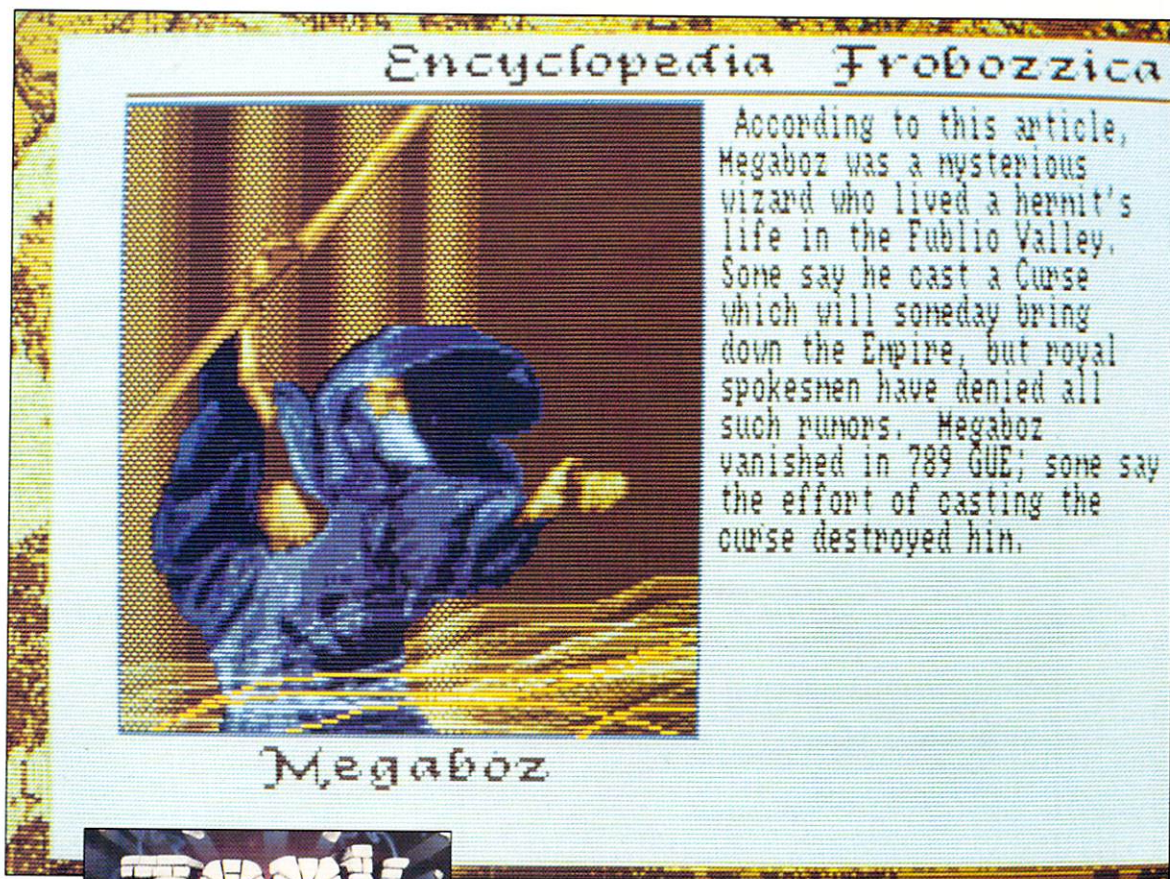 Encyclopedia Frobozzica
According to this article,
Megaboz was a mysterious
wizard who lived a hermit's
life in the Fublio Valley.
Some say he cast a Curse
which will someday bring
down the Empire, but royal
spokesmen have denied all
such rumors. Megaboz
vanished in 789 GUE; some say
the effort of casting the
curse destroyed him.
Megaboz